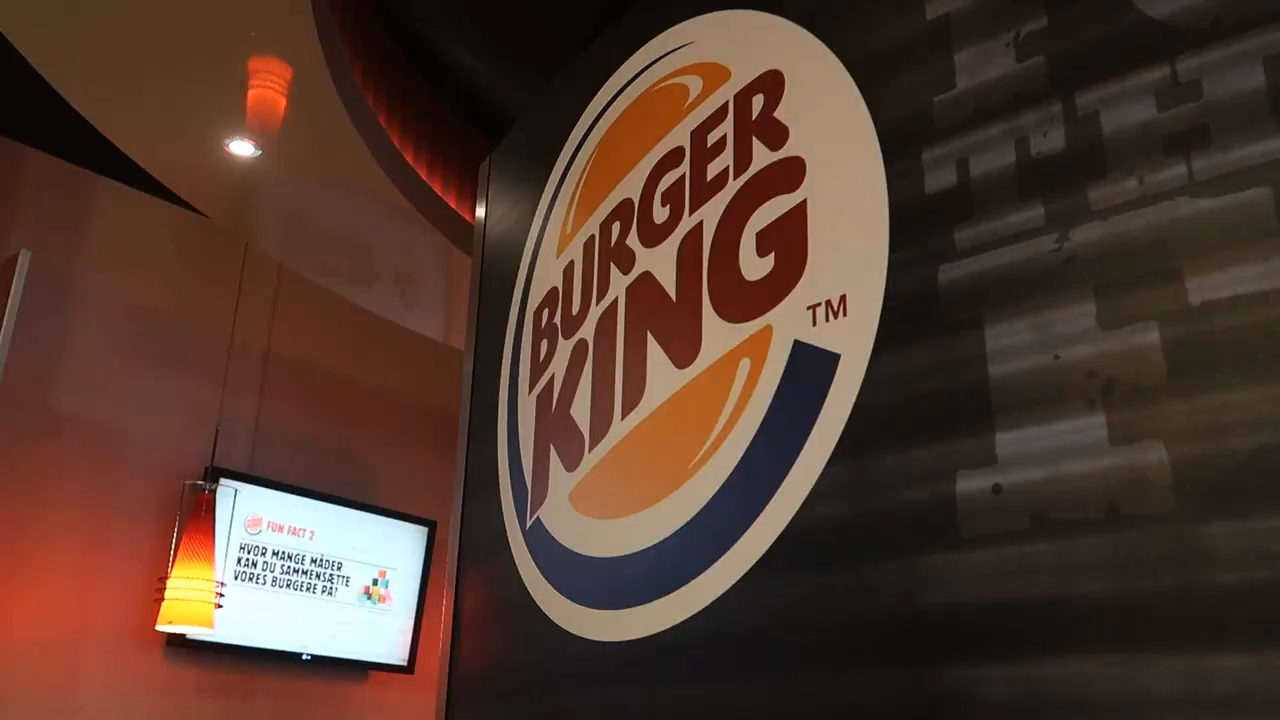 BURGER
KING
TM
FUN FACT 2
HVOR MANGE MÅDER
KAN DU SAMMENSÆTTE
VORES BURGERE PÅ?
LG